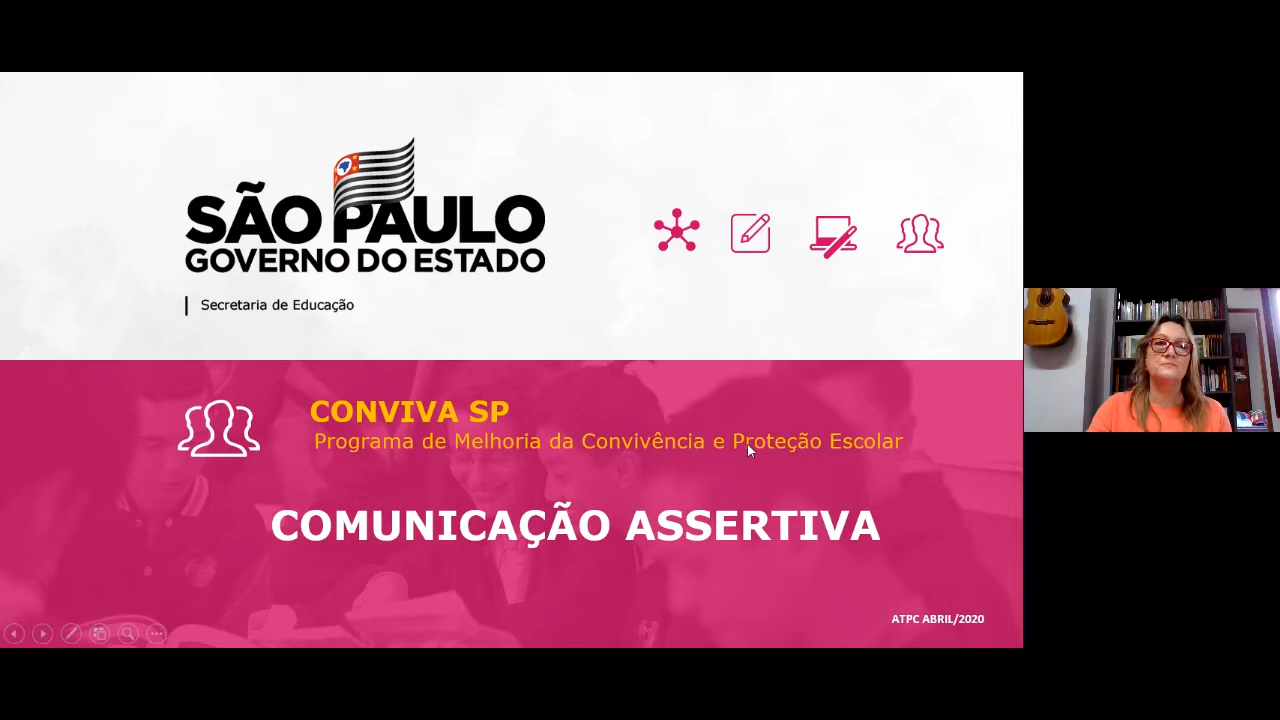 SÃO PAULO
GOVERNO DO ESTADO
Secretaria de Educação
CONVIVA SP
Programa de Melhoria da Convivência e Proteção Escolar
COMUNICAÇÃO ASSERTIVA
ATPC ABRIL/2020